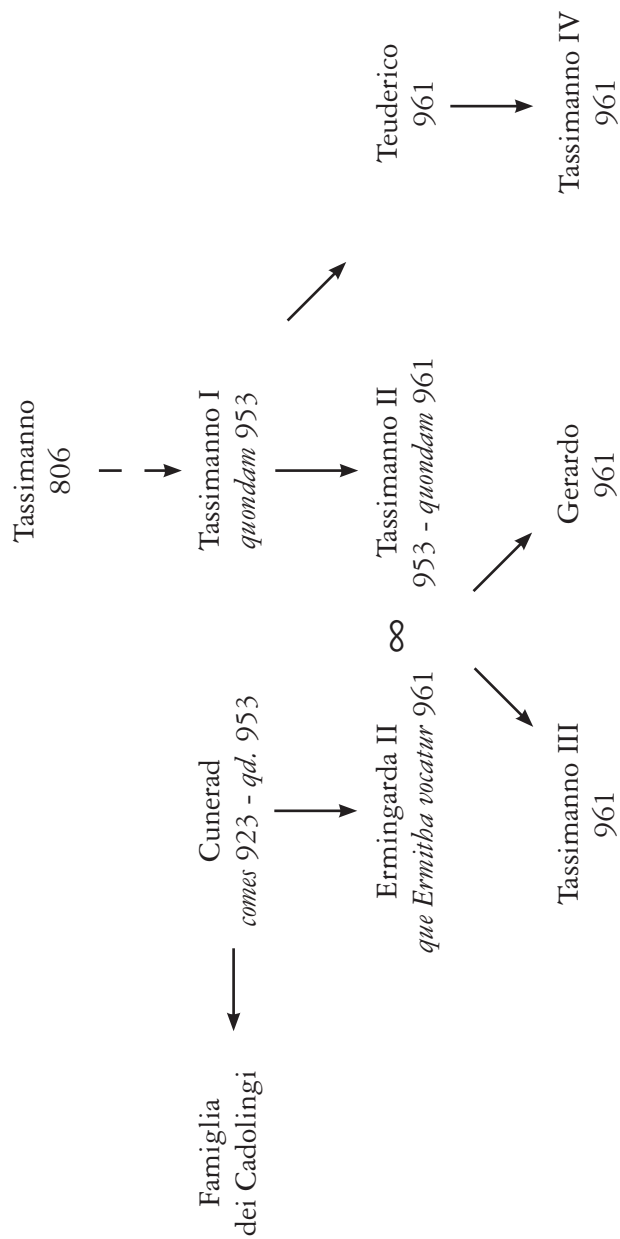 Tassimanno
806
Famiglia
dei Cadolingi
Cunerad
comes 923 - qd. 953
Tassimanno I
quondam 953
Ermingarda II
que Ermitha vocatur 961
∞
Tassimanno II
953 - quondam 961
Teuderico
961
Tassimanno III
961
Gerardo
961
Tassimanno IV
961